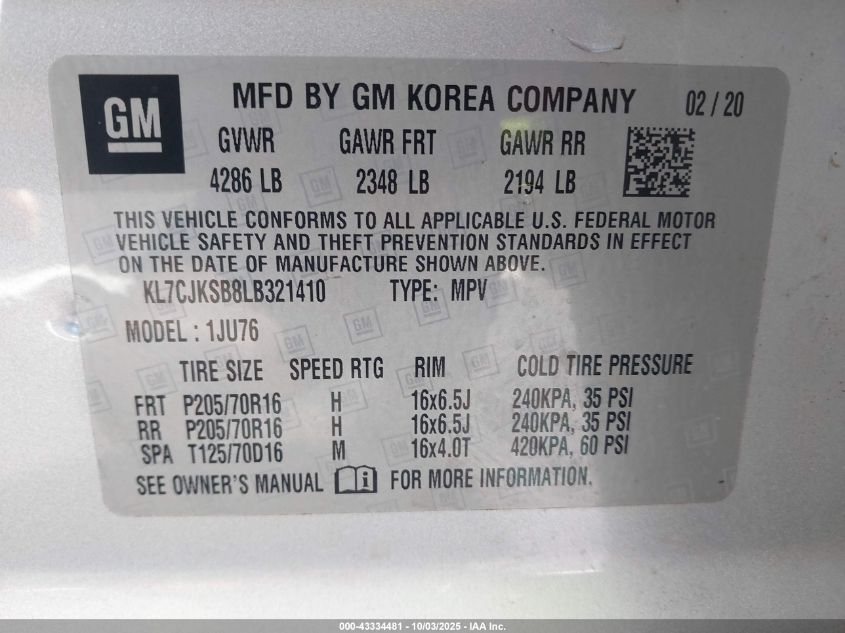 GM
MFD BY GM KOREA COMPANY 02 / 20
GVWR GAWR FRT GAWR RR
4286 LB 2348 LB 2194 LB
THIS VEHICLE CONFORMS TO ALL APPLICABLE U.S. FEDERAL MOTOR
VEHICLE SAFETY AND THEFT PREVENTION STANDARDS IN EFFECT
ON THE DATE OF MANUFACTURE SHOWN ABOVE.
KL7CJKSB8LB321410 TYPE: MPV
MODEL : 1JU76
TIRE SIZE SPEED RTG RIM COLD TIRE PRESSURE
FRT P205/70R16 H 16x6.5J 240KPA, 35 PSI
RR P205/70R16 H 16x6.5J 240KPA, 35 PSI
SPA T125/70D16 M 16x4.0T 420KPA, 60 PSI
SEE OWNER'S MANUAL i FOR MORE INFORMATION.
000-43334481 - 10/03/2025 - IAA Inc.